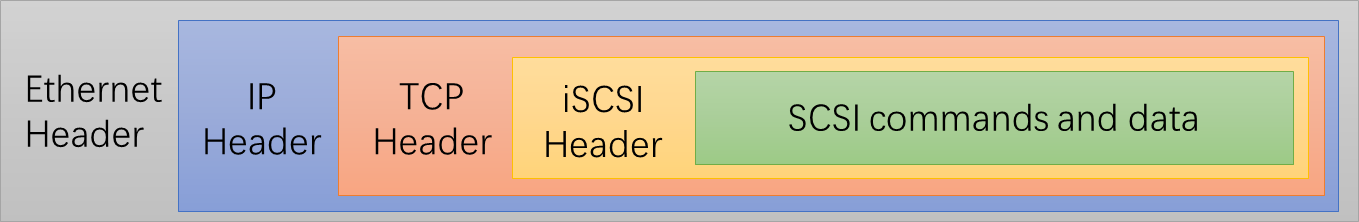 Ethernet
Header
IP
Header
TCP
Header
iSCSI
Header
SCSI commands and data